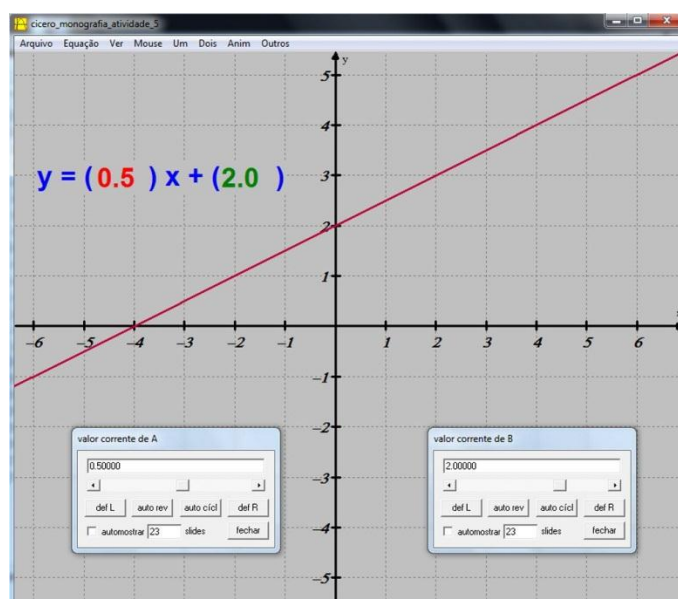 cicero_monografia_atividade_5
Arquivo Equação Ver Mouse Um Dois Anim Outros
y
5
4
y = (0.5 ) x + (2.0 )
3
2
1
−6 −5 −4 −3 −2 −1 1 2 3 4 5 6
−1
−2
valor corrente de A
0.50000
def L auto rev auto cícl def R
automostrar 23 slides fechar
valor corrente de B
2.00000
def L auto rev auto cícl def R
automostrar 23 slides fechar
−3
−4
−5